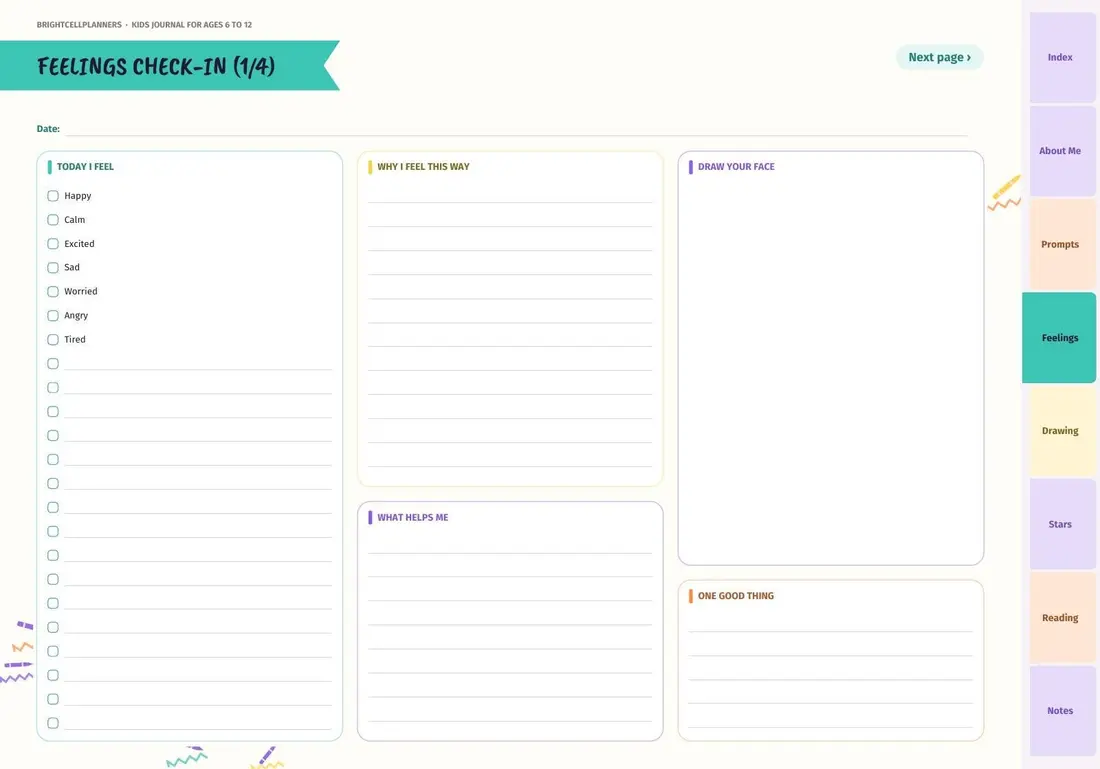 BRIGHTCELLPLANNERS · KIDS JOURNAL FOR AGES 6 TO 12
FEELINGS CHECK-IN (1/4)
Next page ›
Date:
TODAY I FEEL
Happy
Calm
Excited
Sad
Worried
Angry
Tired
WHY I FEEL THIS WAY
WHAT HELPS ME
DRAW YOUR FACE
ONE GOOD THING
Index
About Me
Prompts
Feelings
Drawing
Stars
Reading
Notes